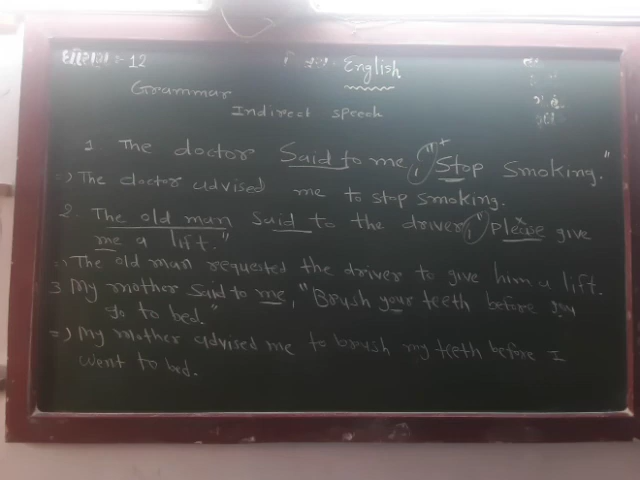 ધોરણ :- 12 વિષય :- English
Grammar
Indirect speech
1 The doctor said to me, "Stop smoking."
=) The doctor advised me to stop smoking.
2. The old man said to the driver, "please give
me a lift."
=) The old man requested the driver to give him a lift.
3 My mother said to me, "Brush your teeth before you
go to bed."
=) My mother advised me to brush my teeth before I
went to bed.